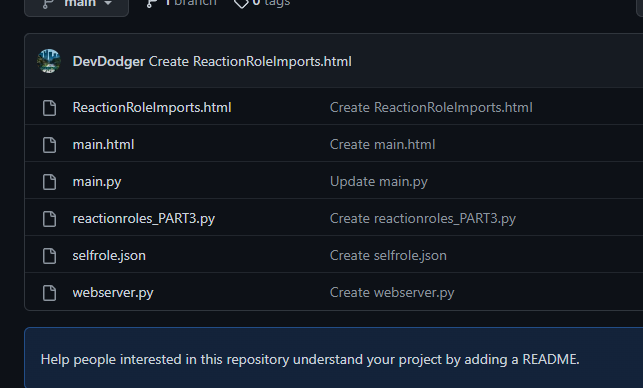 main 1 branch 0 tags
DevDodger Create ReactionRoleImports.html
ReactionRoleImports.html Create ReactionRoleImports.html
main.html Create main.html
main.py Update main.py
reactionroles_PART3.py Create reactionroles_PART3.py
selfrole.json Create selfrole.json
webserver.py Create webserver.py
Help people interested in this repository understand your project by adding a README.